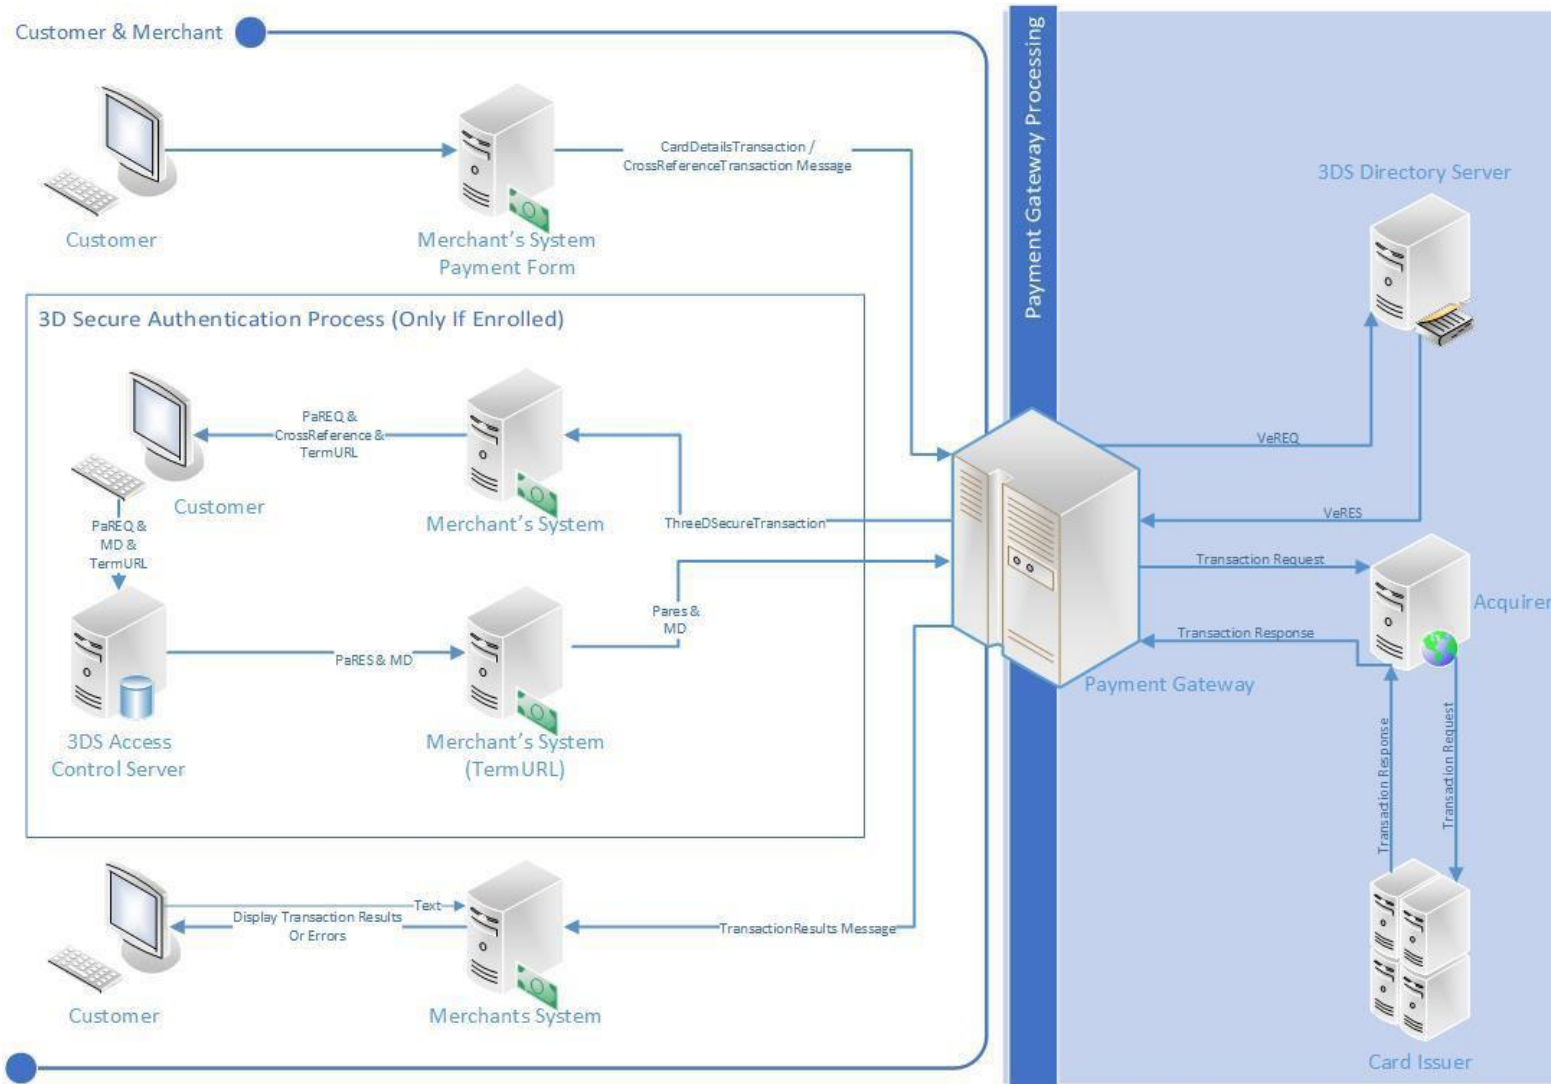 Customer & Merchant
Payment Gateway Processing
CardDetailsTransaction /
CrossReferenceTransaction Message
3DS Directory Server
Customer
Merchant's System
Payment Form
3D Secure Authentication Process (Only If Enrolled)
PaREQ &
CrossReference &
TermURL
VeREQ
Customer
Merchant's System
ThreeDSecureTransaction
VeRES
PaREQ &
MD &
TermURL
Transaction Request
Acquirer
Pares &
MD
Transaction Response
PaRES & MD
Payment Gateway
3DS Access
Control Server
Merchant's System
(TermURL)
Transaction Response
Transaction Request
Text
Display Transaction Results
Or Errors
TransactionResults Message
Customer
Merchants System
Card Issuer